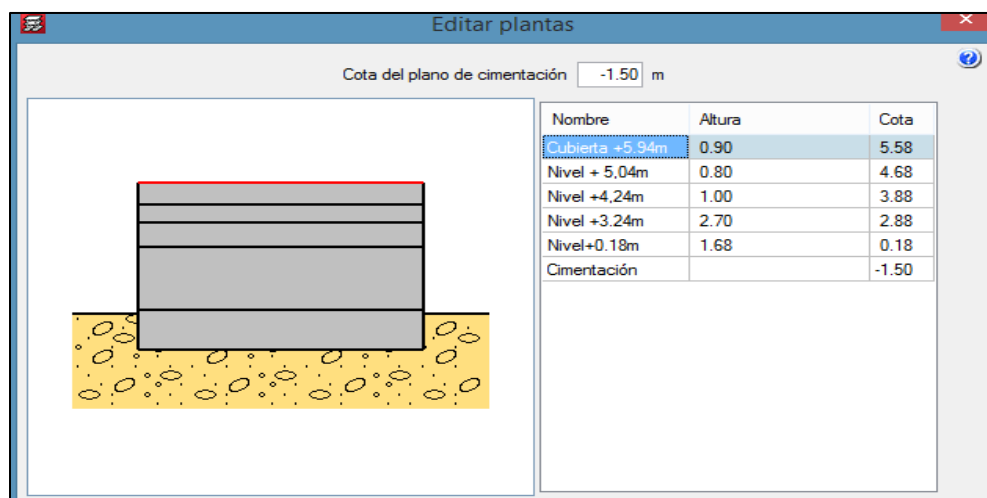 Editar plantas
Cota del plano de cimentación -1.50 m
Nombre Altura Cota
Cubierta +5.94m 0.90 5.58
Nivel + 5,04m 0.80 4.68
Nivel +4,24m 1.00 3.88
Nivel +3.24m 2.70 2.88
Nivel+0.18m 1.68 0.18
Cimentación -1.50